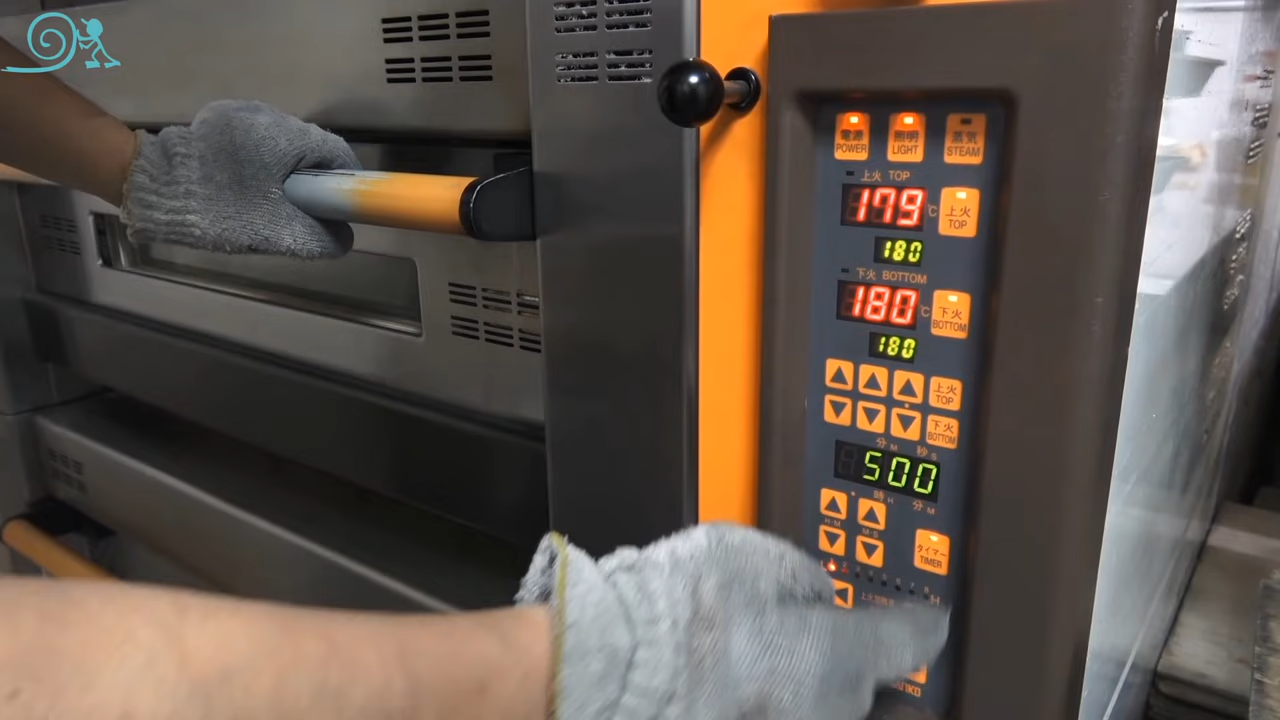 電源 照明 蒸気
POWER LIGHT STEAM
上火 TOP
179 ℃ 上火 TOP
180
下火 BOTTOM
180 ℃ 下火 BOTTOM
180
上火 TOP
下火 BOTTOM
分 M 秒 S
500
時 H 分 M
H·M M·S
タイマー
TIMER